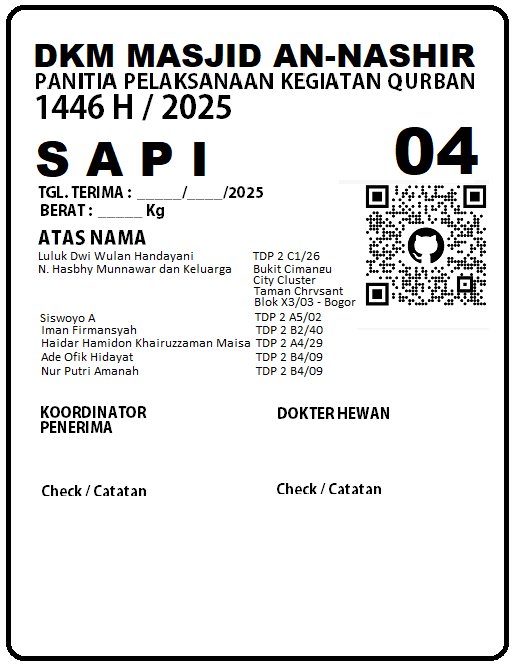 DKM MASJID AN-NASHIR
PANITIA PELAKSANAAN KEGIATAN QURBAN
1446 H / 2025
SAPI 04
TGL. TERIMA : ______/____/2025
BERAT : _____ Kg
ATAS NAMA
Luluk Dwi Wulan Handayani TDP 2 C1/26
N. Hasbhy Munnawar dan Keluarga Bukit Cimangu
City Cluster
Taman Chrysant
Blok X3/03 - Bogor
Siswoyo A TDP 2 A5/02
Iman Firmansyah TDP 2 B2/40
Haidar Hamidon Khairuzzaman Maisa TDP 2 A4/29
Ade Ofik Hidayat TDP 2 B4/09
Nur Putri Amanah TDP 2 B4/09
KOORDINATOR DOKTER HEWAN
PENERIMA
Check / Catatan Check / Catatan